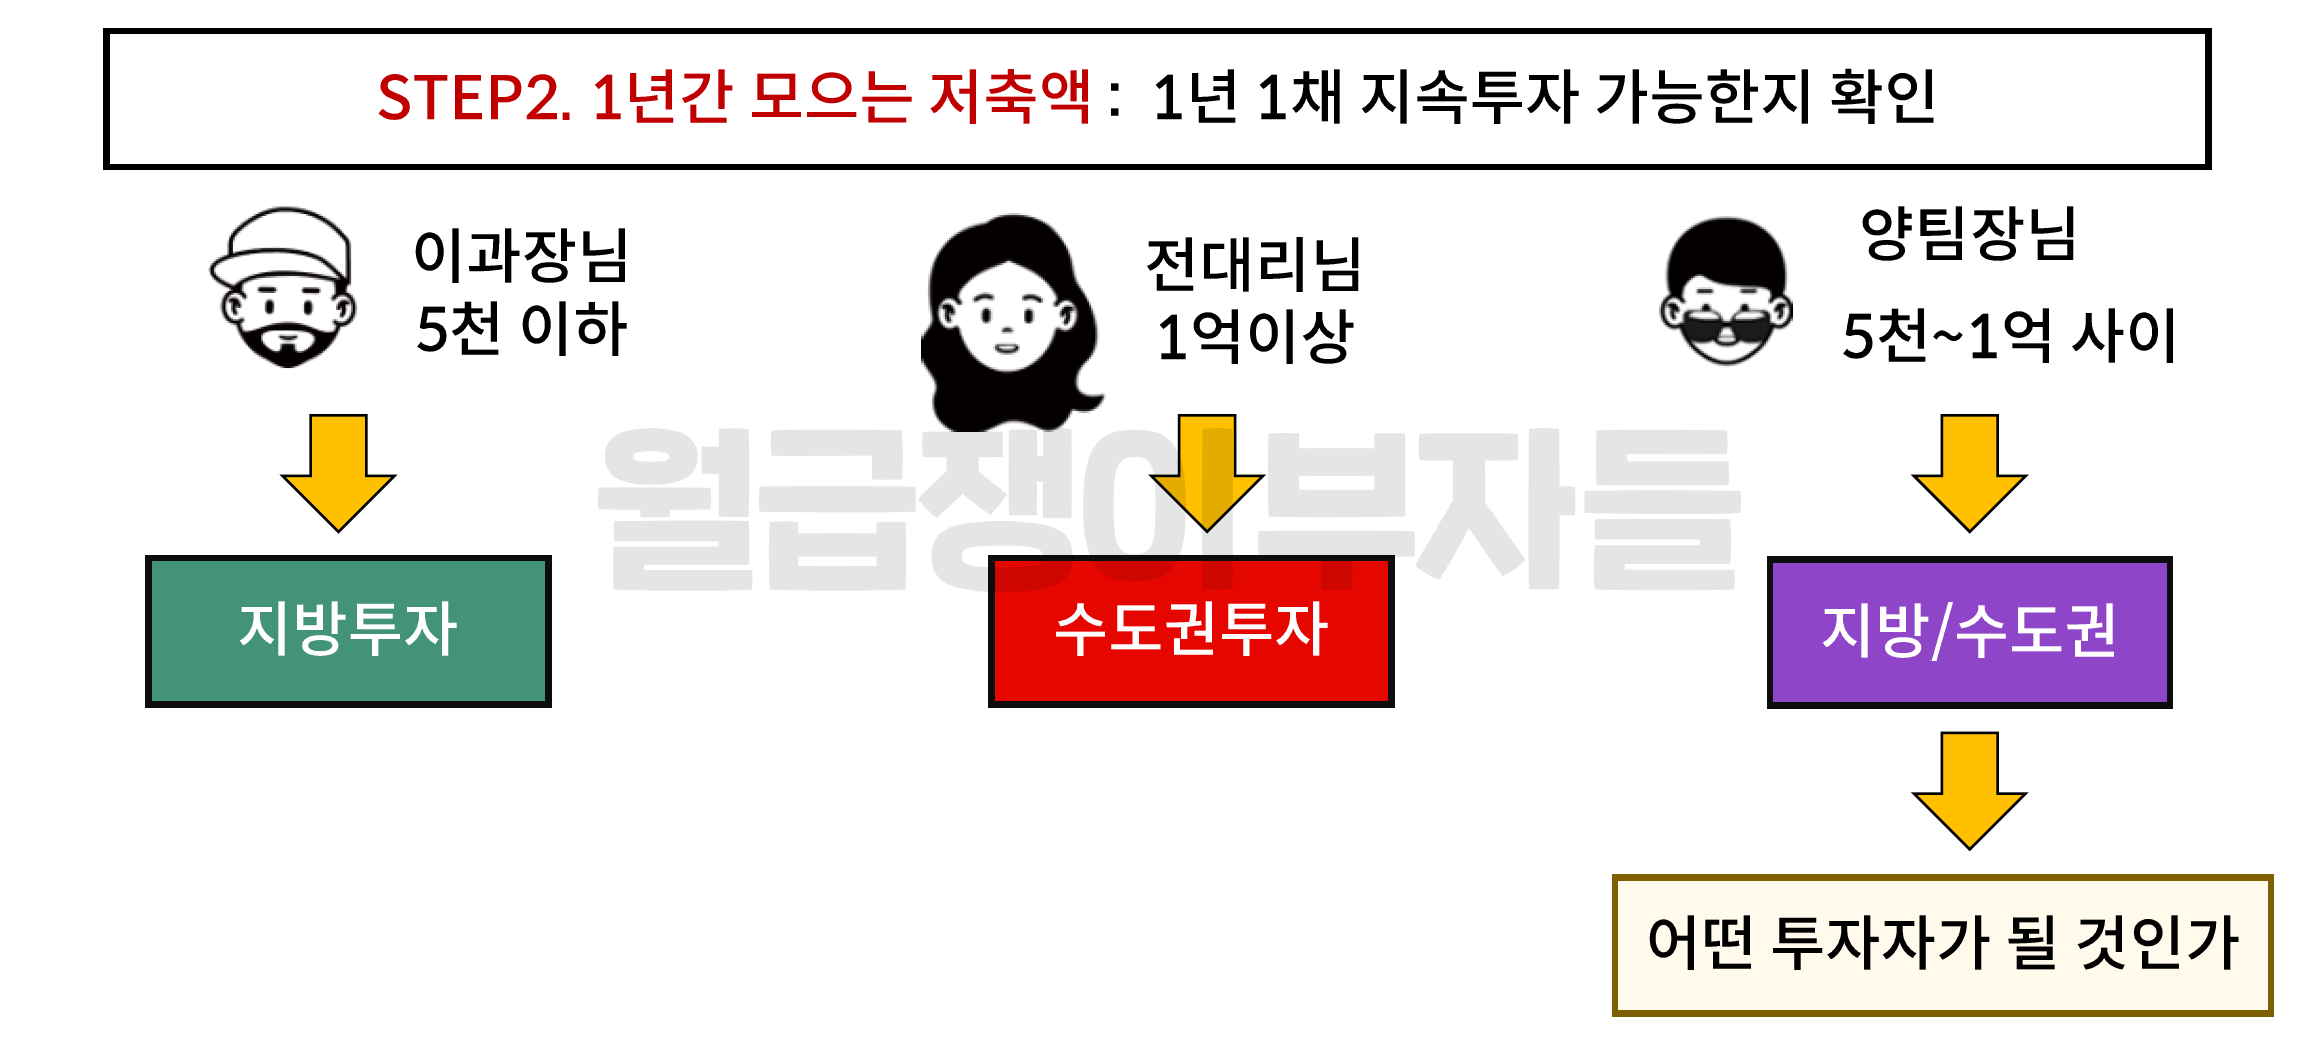 STEP2. 1년간 모으는 저축액 : 1년 1채 지속투자 가능한지 확인
이과장님
5천 이하
전대리님
1억이상
양팀장님
5천~1억 사이
월급쟁이부자들
지방투자
수도권투자
지방/수도권
어떤 투자자가 될 것인가